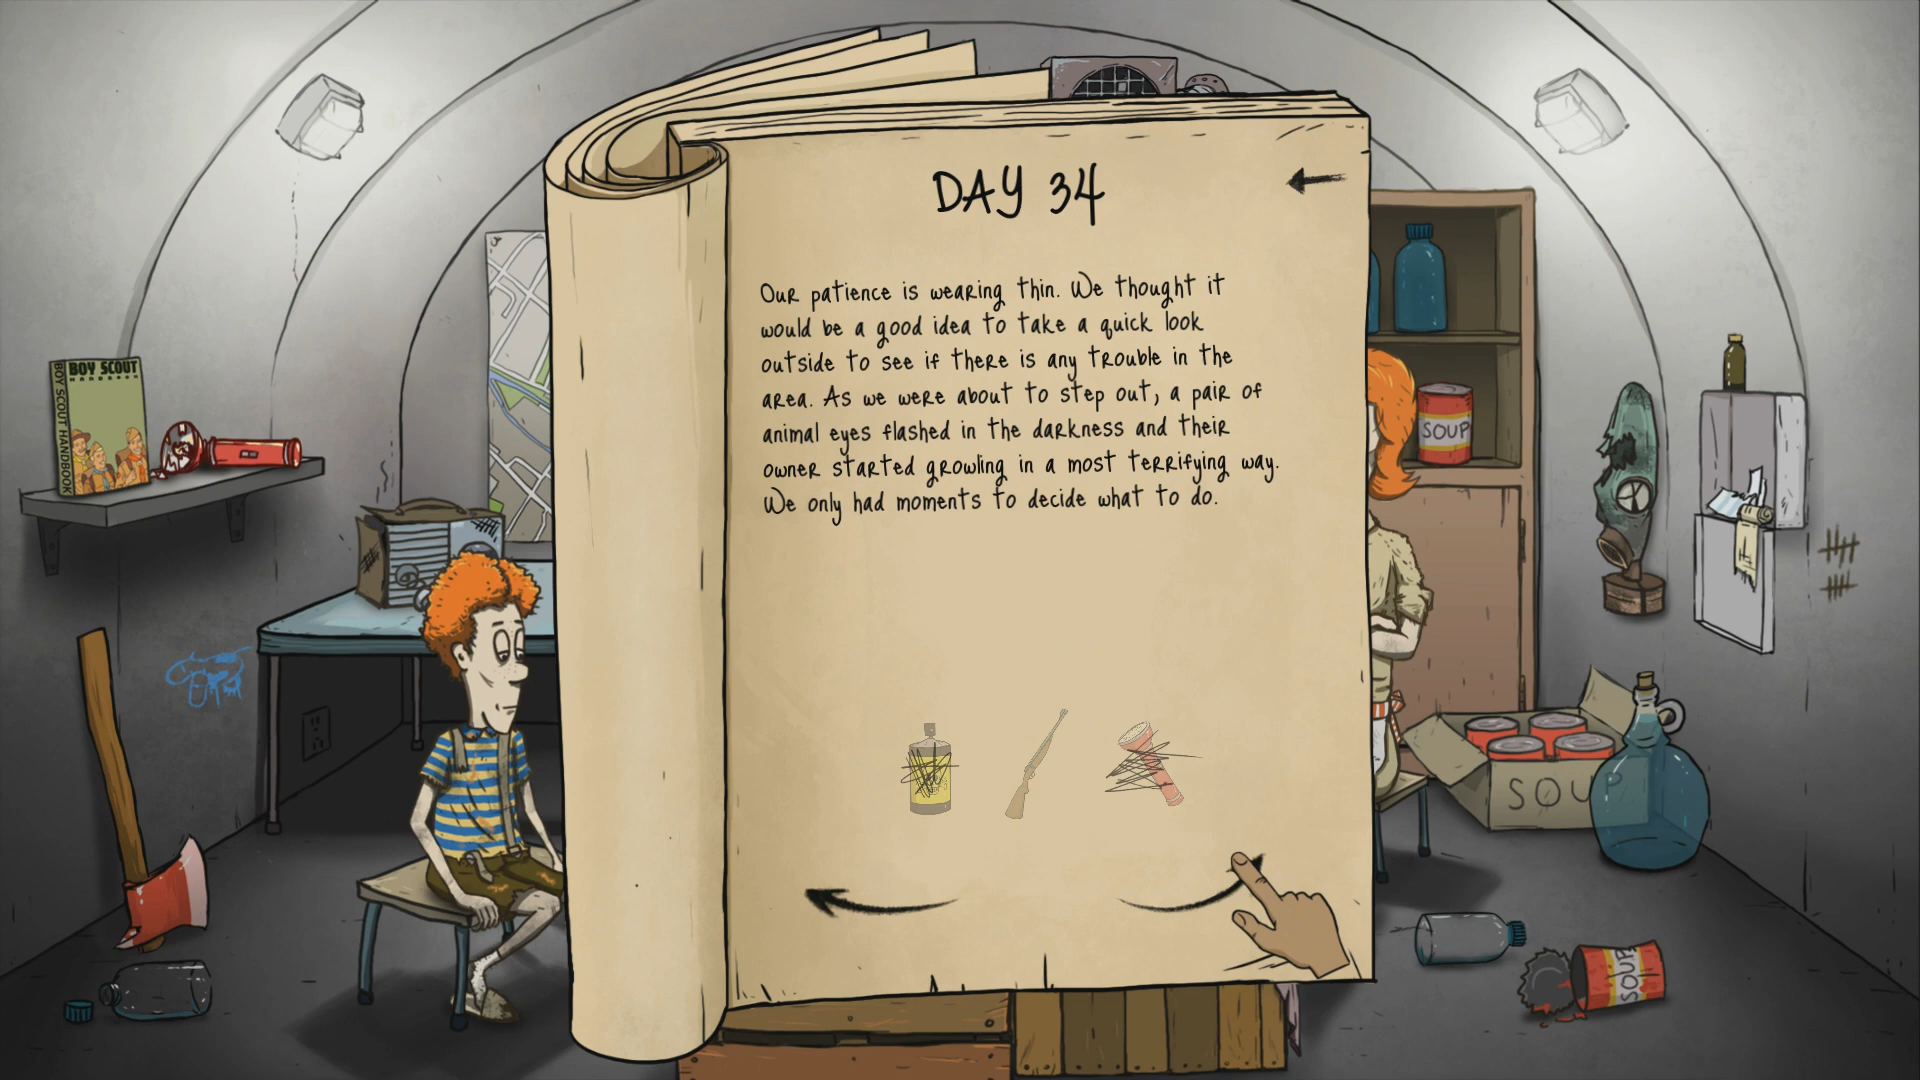 DAY 34
Our patience is wearing thin. We thought it
would be a good idea to take a quick look
outside to see if there is any trouble in the
area. As we were about to step out, a pair of
animal eyes flashed in the darkness and their
owner started growling in a most terrifying way.
We only had moments to decide what to do.
BOY SCOUT
HANDBOOK
BOY SCOUT HANDBOOK
SOUP
SOU
SOUP